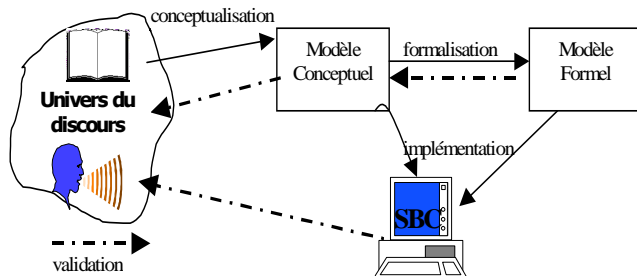 conceptualisation
Modèle
Conceptuel
formalisation
Modèle
Formel
Univers du
discours
implémentation
SBC
validation